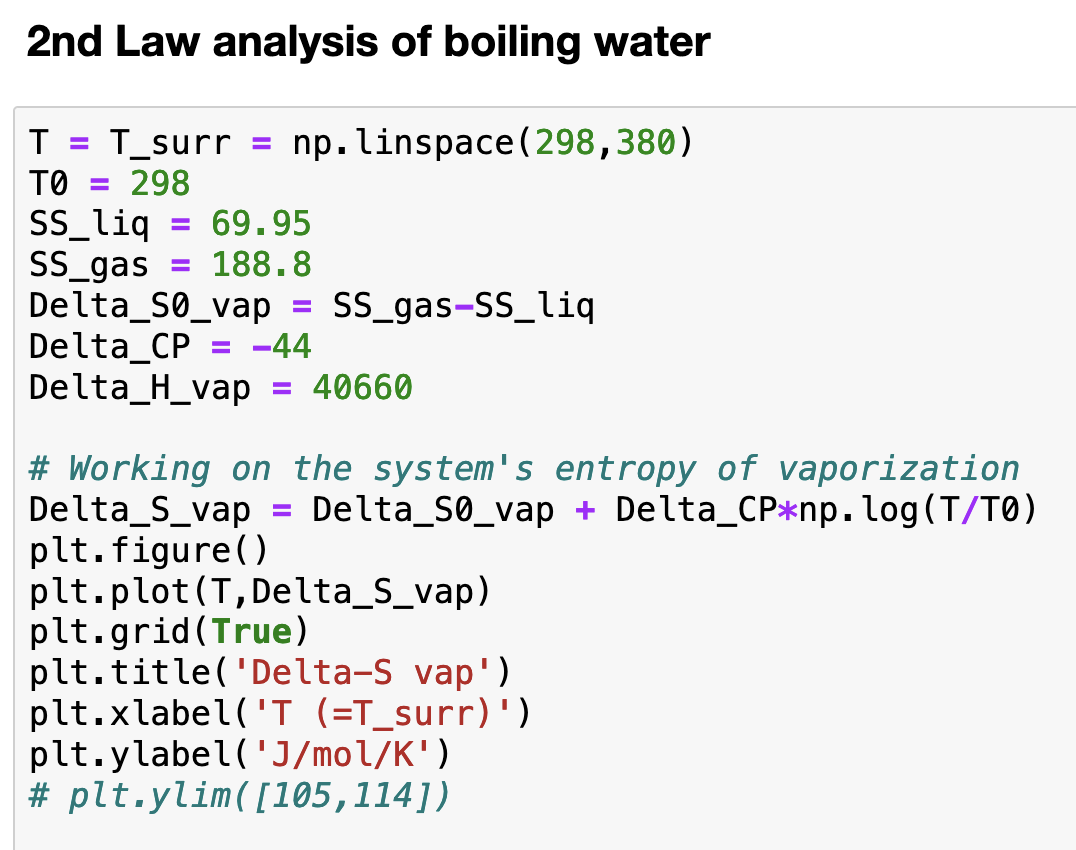 2nd Law analysis of boiling water
T = T_surr = np.linspace(298,380)
T0 = 298
SS_liq = 69.95
SS_gas = 188.8
Delta_S0_vap = SS_gas-SS_liq
Delta_CP = -44
Delta_H_vap = 40660
# Working on the system's entropy of vaporization
Delta_S_vap = Delta_S0_vap + Delta_CP*np.log(T/T0)
plt.figure()
plt.plot(T,Delta_S_vap)
plt.grid(True)
plt.title('Delta-S vap')
plt.xlabel('T (=T_surr)')
plt.ylabel('J/mol/K')
# plt.ylim([105,114])